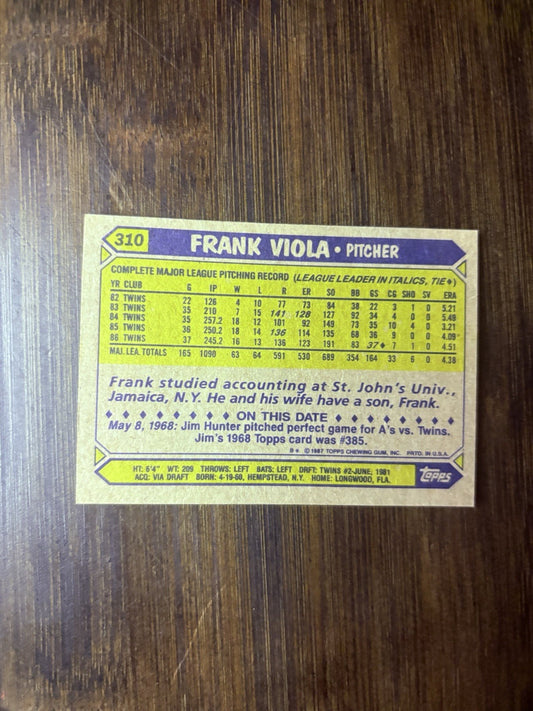 310
FRANK VIOLA • PITCHER
COMPLETE MAJOR LEAGUE PITCHING RECORD (LEAGUE LEADER IN ITALICS, TIE♦)
YR CLUB G IP W L R ER SO BB GS CG SHO SV ERA
82 TWINS 22 126 4 10 77 73 84 38 22 3 1 0 5.21
83 TWINS 35 210 7 15 141 128 127 92 34 4 0 0 5.49
84 TWINS 35 257.2 18 12 101 92 149 73 35 10 4 0 3.21
85 TWINS 36 250.2 18 14 136 114 135 68 36 9 0 0 4.09
86 TWINS 37 245.2 16 13 136 123 191 83 37♦ 7 1 0 4.51
MAJ. LEA. TOTALS 165 1090 63 64 591 530 689 354 164 33 6 0 4.38
Frank studied accounting at St. John's Univ.,
Jamaica, N.Y. He and his wife have a son, Frank.
♦ ♦ ♦ ♦ ♦ ♦ ♦ ON THIS DATE ♦ ♦ ♦ ♦ ♦ ♦ ♦
May 8, 1968: Jim Hunter pitched perfect game for A's vs. Twins.
Jim's 1968 Topps card was #385.
B* © 1987 TOPPS CHEWING GUM, INC. PRTD. IN U.S.A.
HT: 6'4" WT: 209 THROWS: LEFT BATS: LEFT DRFT: TWINS #2-JUNE, 1981
ACQ: VIA DRAFT BORN: 4-19-60, HEMPSTEAD, N.Y. HOME: LONGWOOD, FLA.
Topps